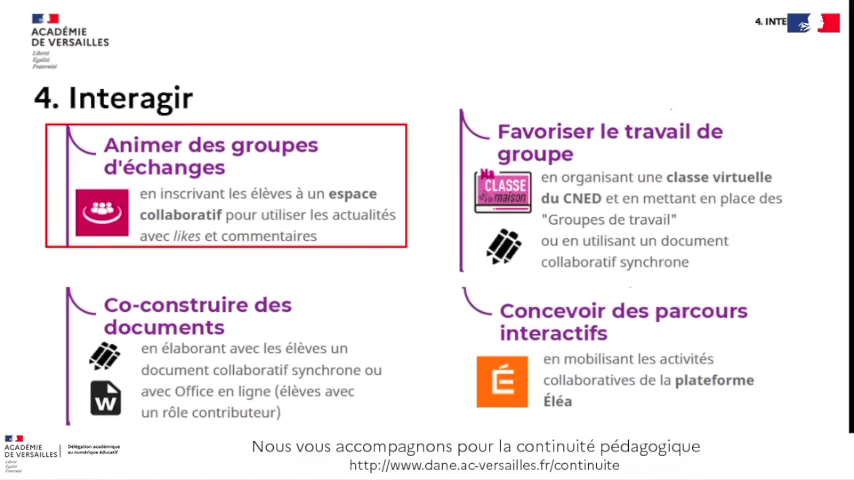 ACADÉMIE
DE VERSAILLES
Liberté
Égalité
Fraternité
4. INTE
4. Interagir
Animer des groupes
d'échanges
en inscrivant les élèves à un espace
collaboratif pour utiliser les actualités
avec likes et commentaires
Favoriser le travail de
groupe
Ma
CLASSE
à la maison
en organisant une classe virtuelle
du CNED et en mettant en place des
"Groupes de travail"
ou en utilisant un document
collaboratif synchrone
Co-construire des
documents
en élaborant avec les élèves un
document collaboratif synchrone ou
avec Office en ligne (élèves avec
un rôle contributeur)
W
Concevoir des parcours
interactifs
É
en mobilisant les activités
collaboratives de la plateforme
Éléa
ACADÉMIE
DE VERSAILLES
Liberté
Égalité
Fraternité
Délégation académique
au numérique éducatif
Nous vous accompagnons pour la continuité pédagogique
http://www.dane.ac-versailles.fr/continuite